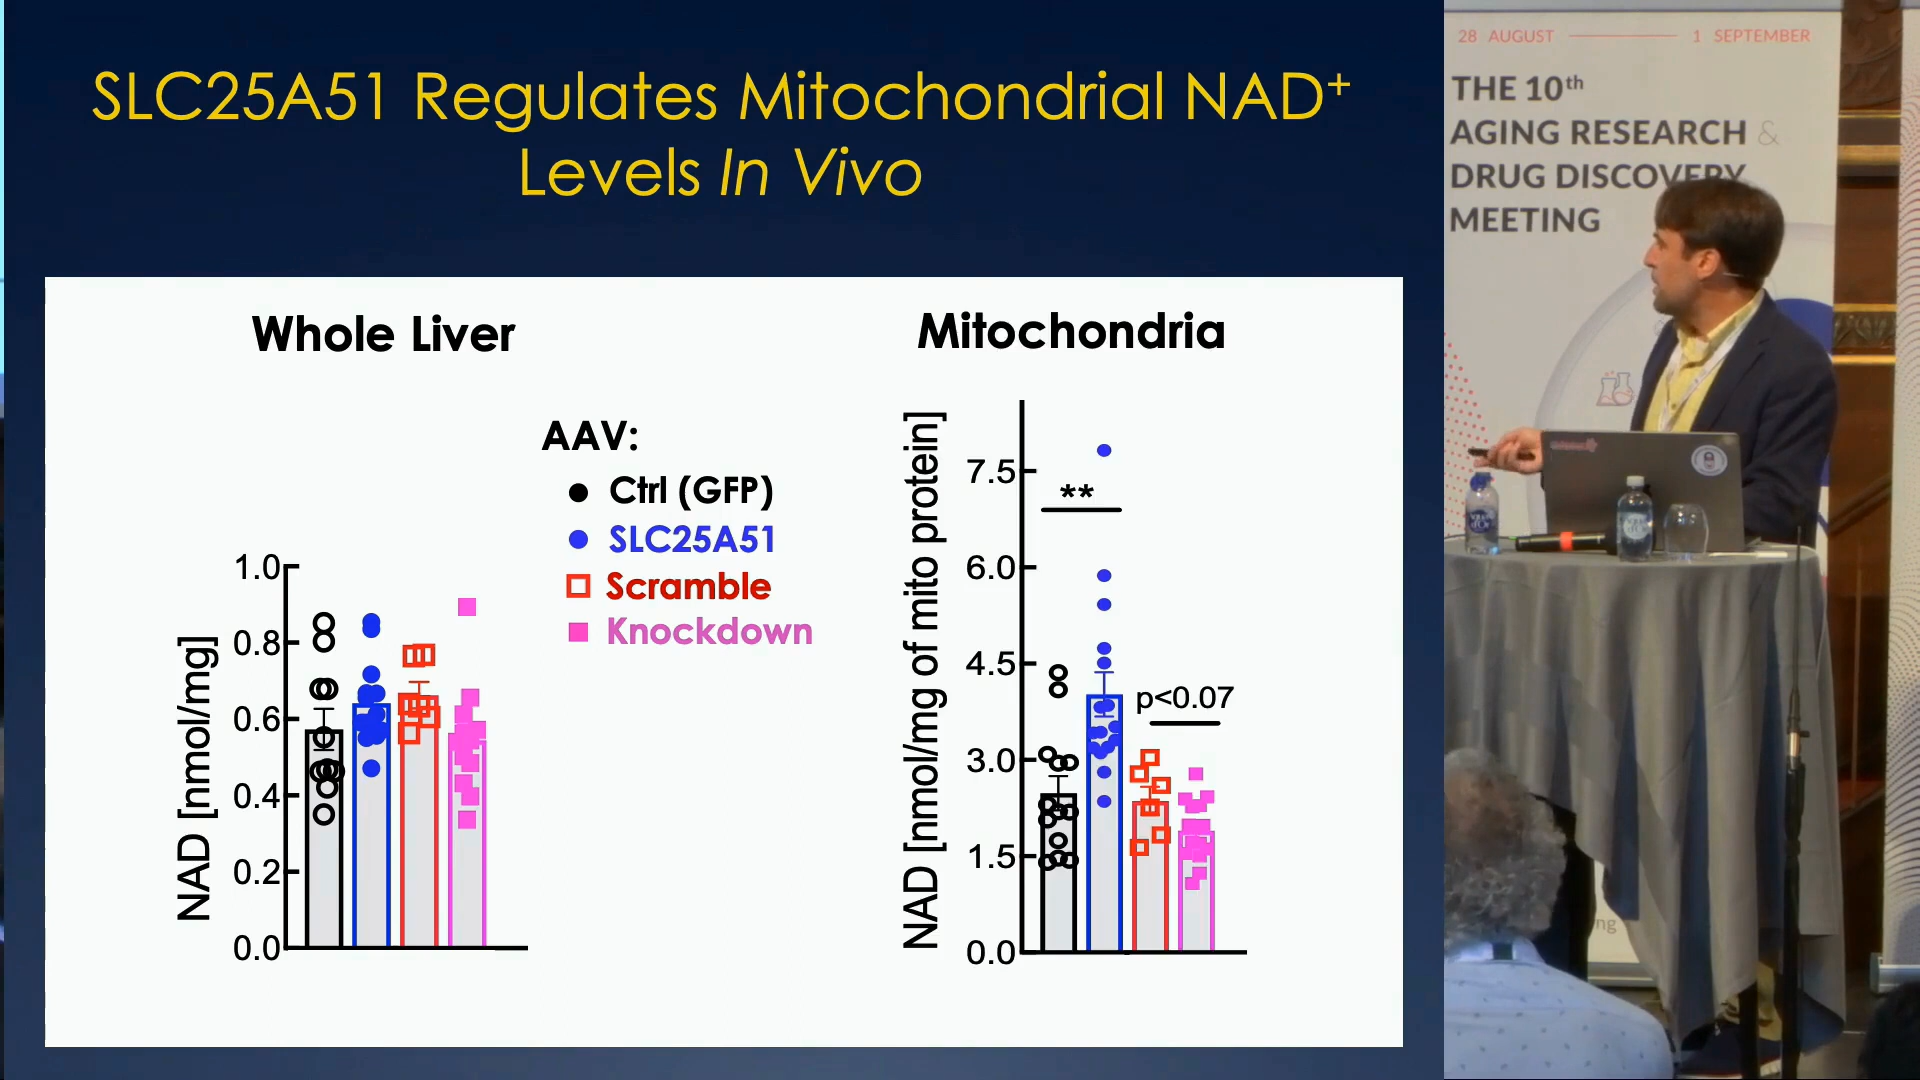 SLC25A51 Regulates Mitochondrial NAD⁺
Levels In Vivo
Whole Liver
NAD [nmol/mg]
1.0
0.8
0.6
0.4
0.2
0.0
AAV:
Ctrl (GFP)
SLC25A51
Scramble
Knockdown
Mitochondria
NAD [nmol/mg of mito protein]
7.5
6.0
4.5
3.0
1.5
0.0
**
p<0.07
28 AUGUST 1 SEPTEMBER
THE 10th
AGING RESEARCH &
DRUG DISCOVERY
MEETING
ng